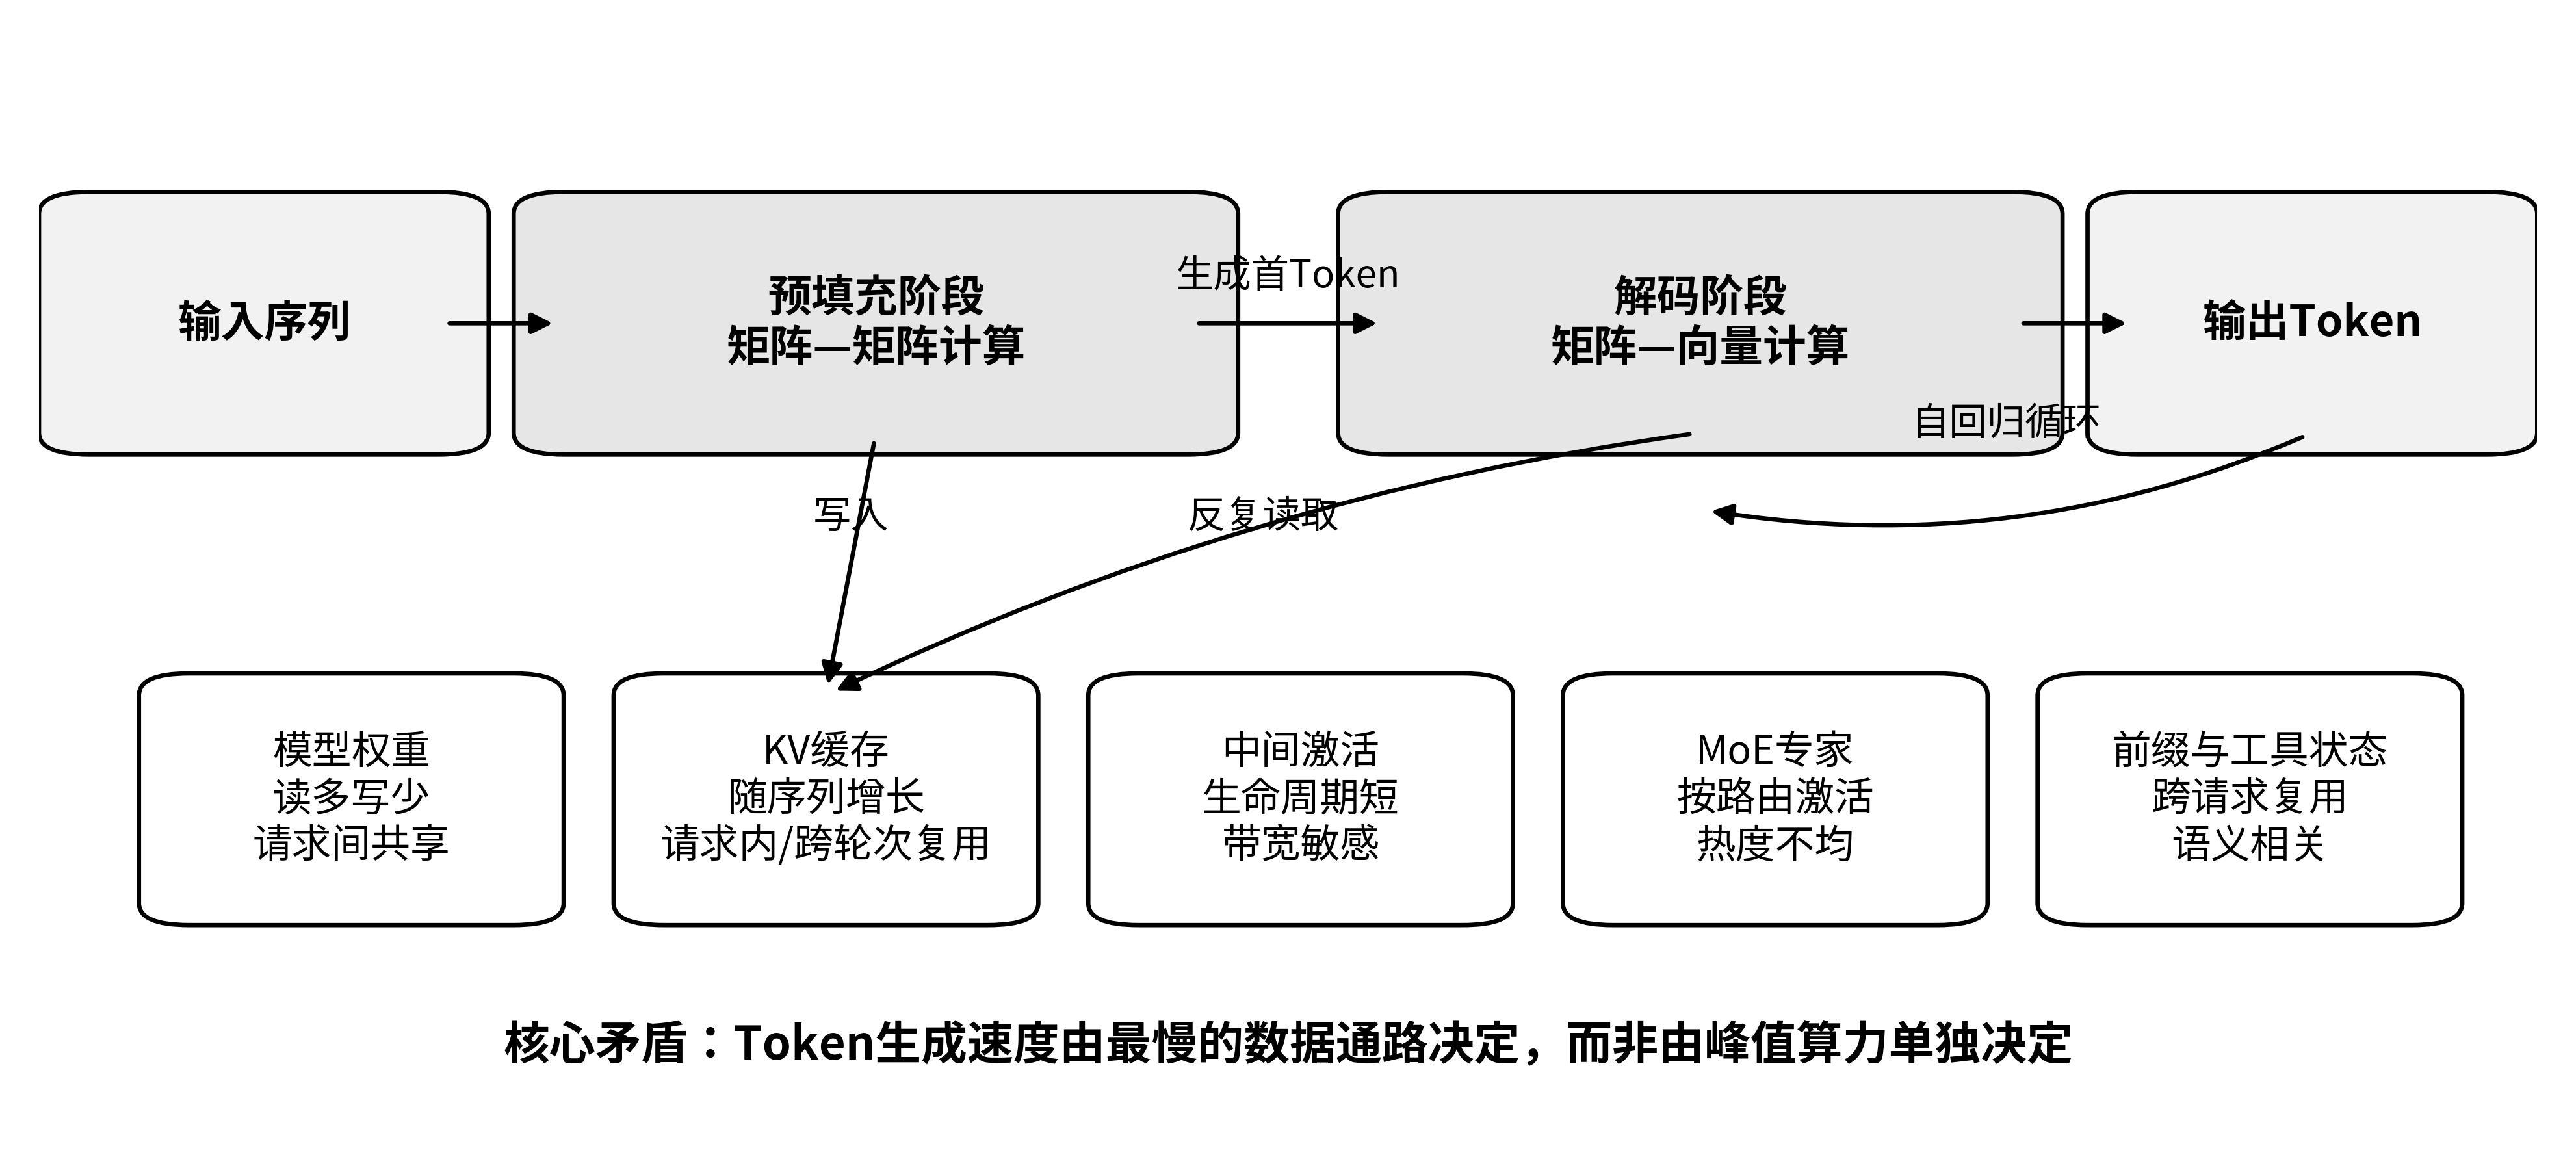 输入序列
预填充阶段
矩阵—矩阵计算
生成首Token
解码阶段
矩阵—向量计算
输出Token
自回归循环
写入
反复读取
模型权重
读多写少
请求间共享
KV缓存
随序列增长
请求内/跨轮次复用
中间激活
生命周期短
带宽敏感
MoE专家
按路由激活
热度不均
前缀与工具状态
跨请求复用
语义相关
核心矛盾：Token生成速度由最慢的数据通路决定，而非由峰值算力单独决定